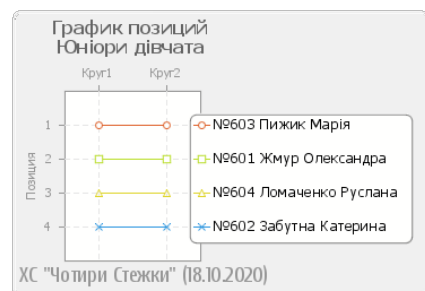 График позиций
Юніори дівчата
Круг1 Круг2
Позиция
1 №603 Пижик Марія
2 №601 Жмур Олександра
3 №604 Ломаченко Руслана
4 №602 Забутна Катерина
ХС "Чотири Стежки" (18.10.2020)